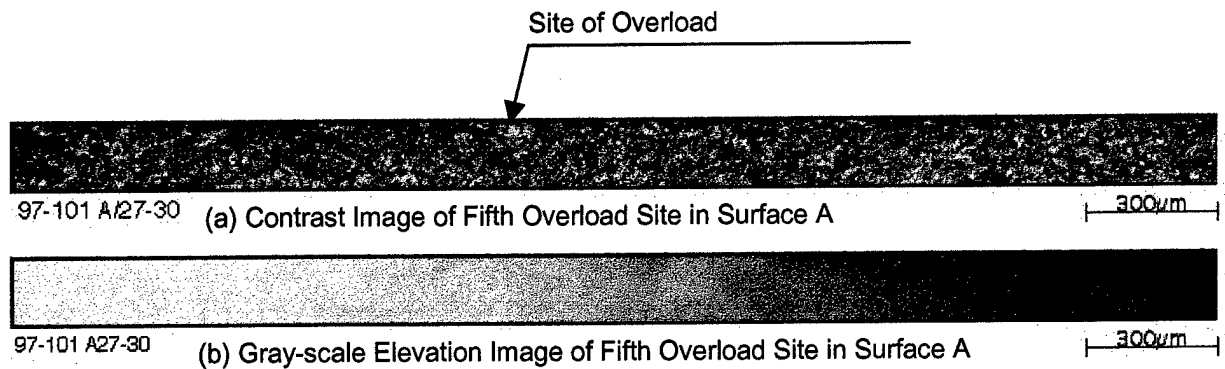 Site of Overload
97-101 A/27-30 (a) Contrast Image of Fifth Overload Site in Surface A 300µm
97-101 A27-30 (b) Gray-scale Elevation Image of Fifth Overload Site in Surface A 300µm